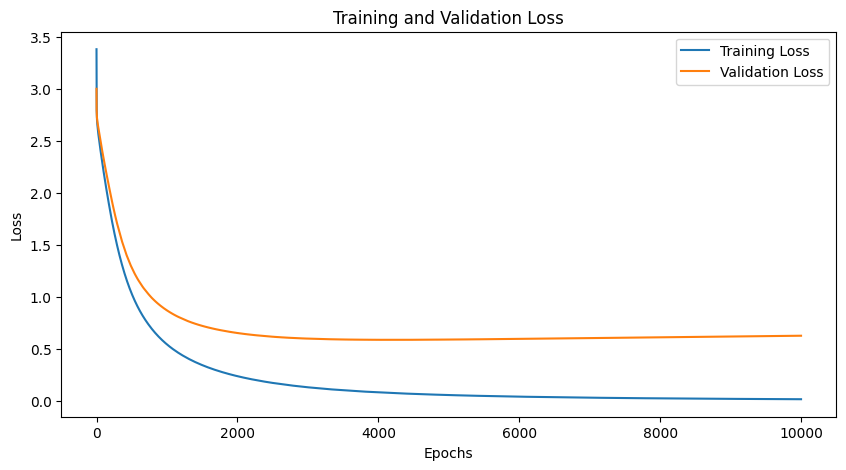 Training and Validation Loss
Training Loss
Validation Loss
3.5
3.0
2.5
2.0
1.5
1.0
0.5
0.0
Loss
0 2000 4000 6000 8000 10000
Epochs